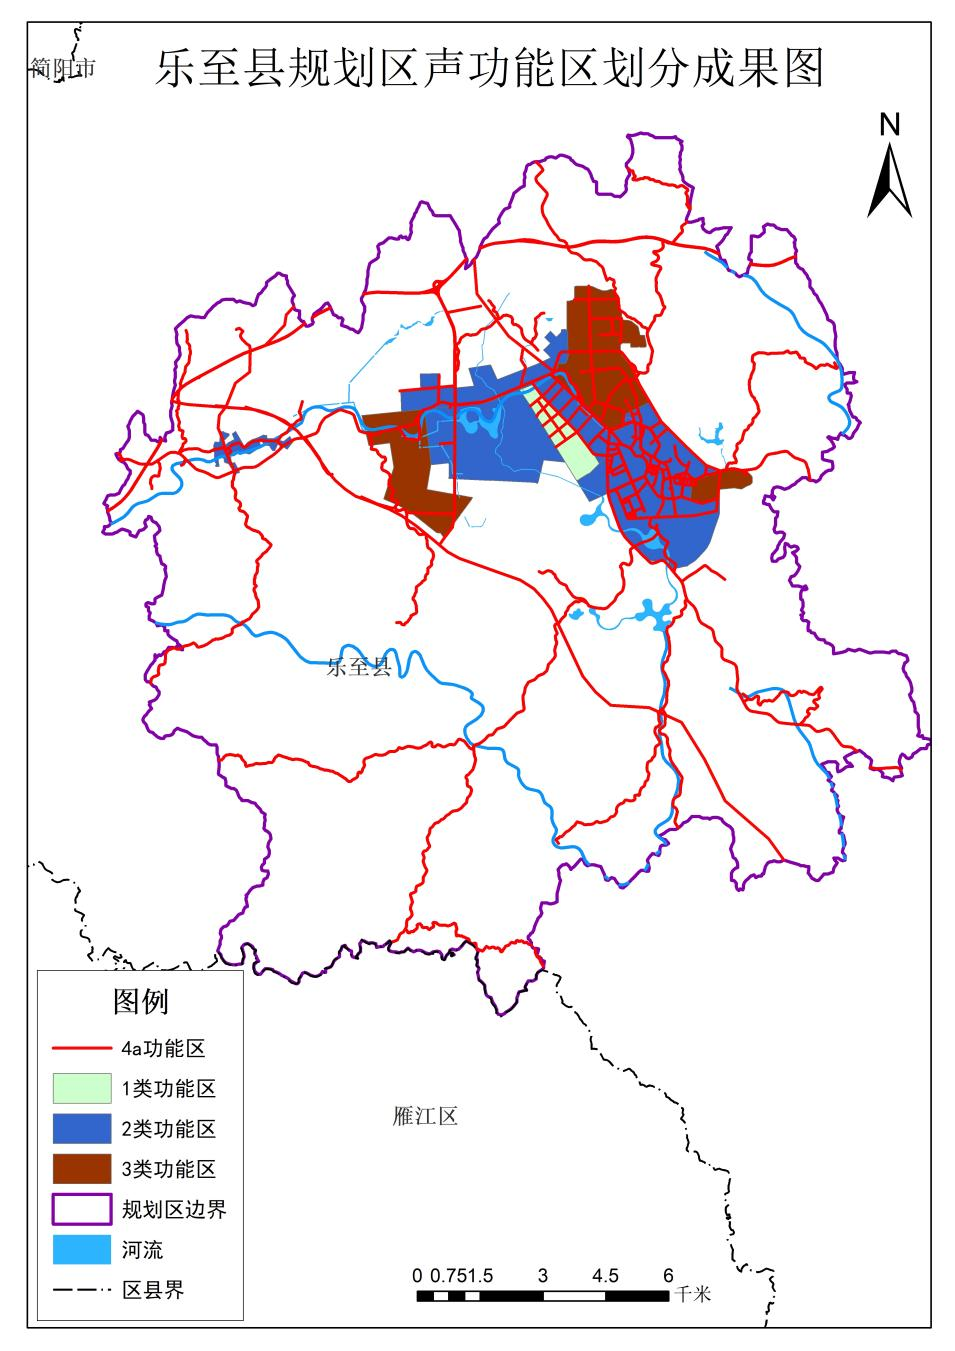 简阳市
乐至县规划区声功能区划分成果图
N
乐至县
图例
4a功能区
1类功能区
2类功能区
3类功能区
规划区边界
河流
区县界
雁江区
0 0.75 1.5 3 4.5 6
千米